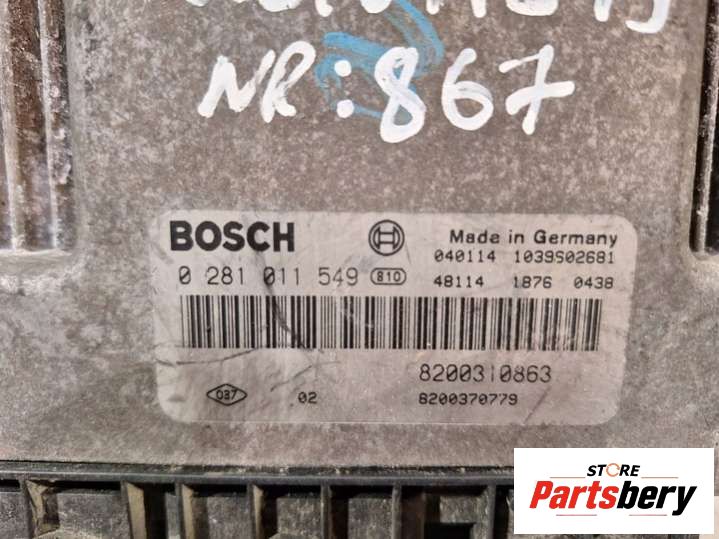 NR:867
BOSCH Made in Germany
040114 1039S02681
0 281 011 549 810 48114 1876 0438
8200310863
037 02 8200370779
STORE
Partsbery